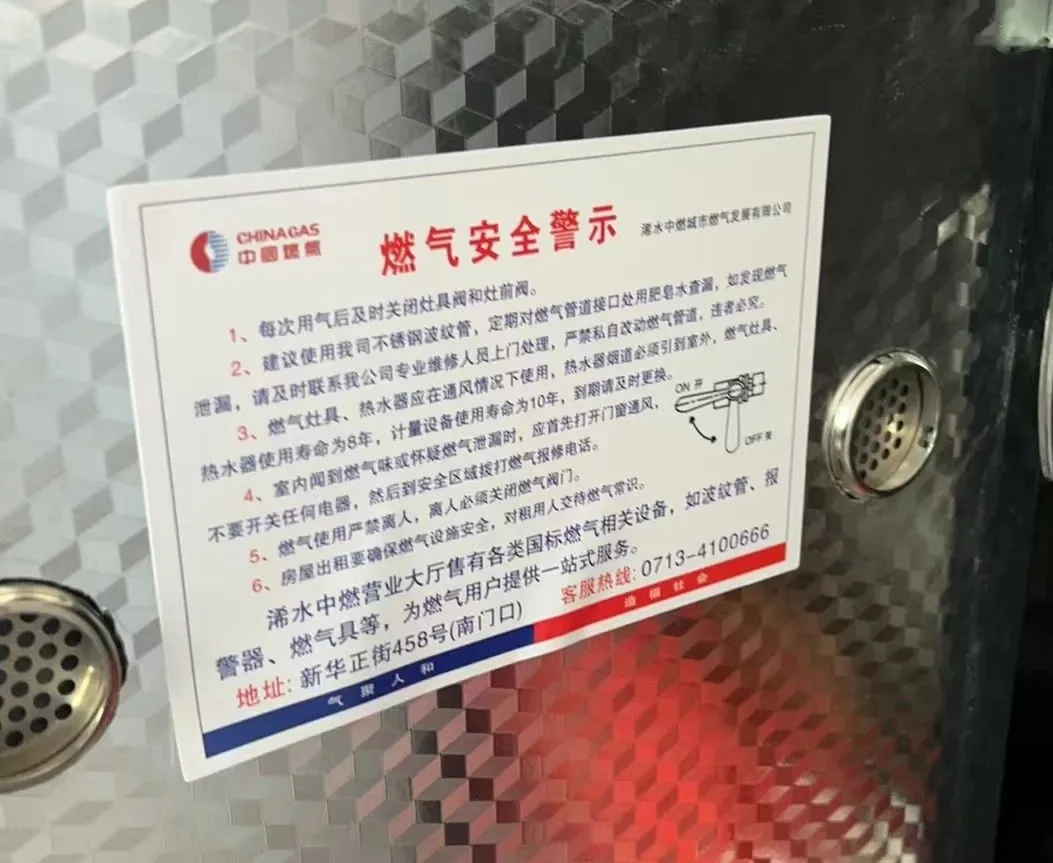 CHINAGAS
中國燃氣
燃气安全警示
浠水中燃城市燃气发展有限公司
1、每次用气后及时关闭灶具阀和灶前阀。
2、建议使用我司不锈钢波纹管，定期对燃气管道接口处用肥皂水查漏，如发现燃气
泄漏，请及时联系我公司专业维修人员上门处理，严禁私自改动燃气管道，违者必究。
3、燃气灶具、热水器应在通风情况下使用，热水器烟道必须引到室外，燃气灶具、
热水器使用寿命为8年，计量设备使用寿命为10年，到期请及时更换。
4、室内闻到燃气味或怀疑燃气泄漏时，应首先打开门窗通风，
不要开关任何电器，然后到安全区域拨打燃气报修电话。
5、燃气使用严禁离人，离人必须关闭燃气阀门。
6、房屋出租要确保燃气设施安全，对租用人交待燃气常识。
ON 开
OFF 关
浠水中燃营业大厅售有各类国标燃气相关设备，如波纹管、报
警器、燃气具等，为燃气用户提供一站式服务。
地址: 新华正街458号(南门口) 客服热线: 0713-4100666
气聚人和 造福社会